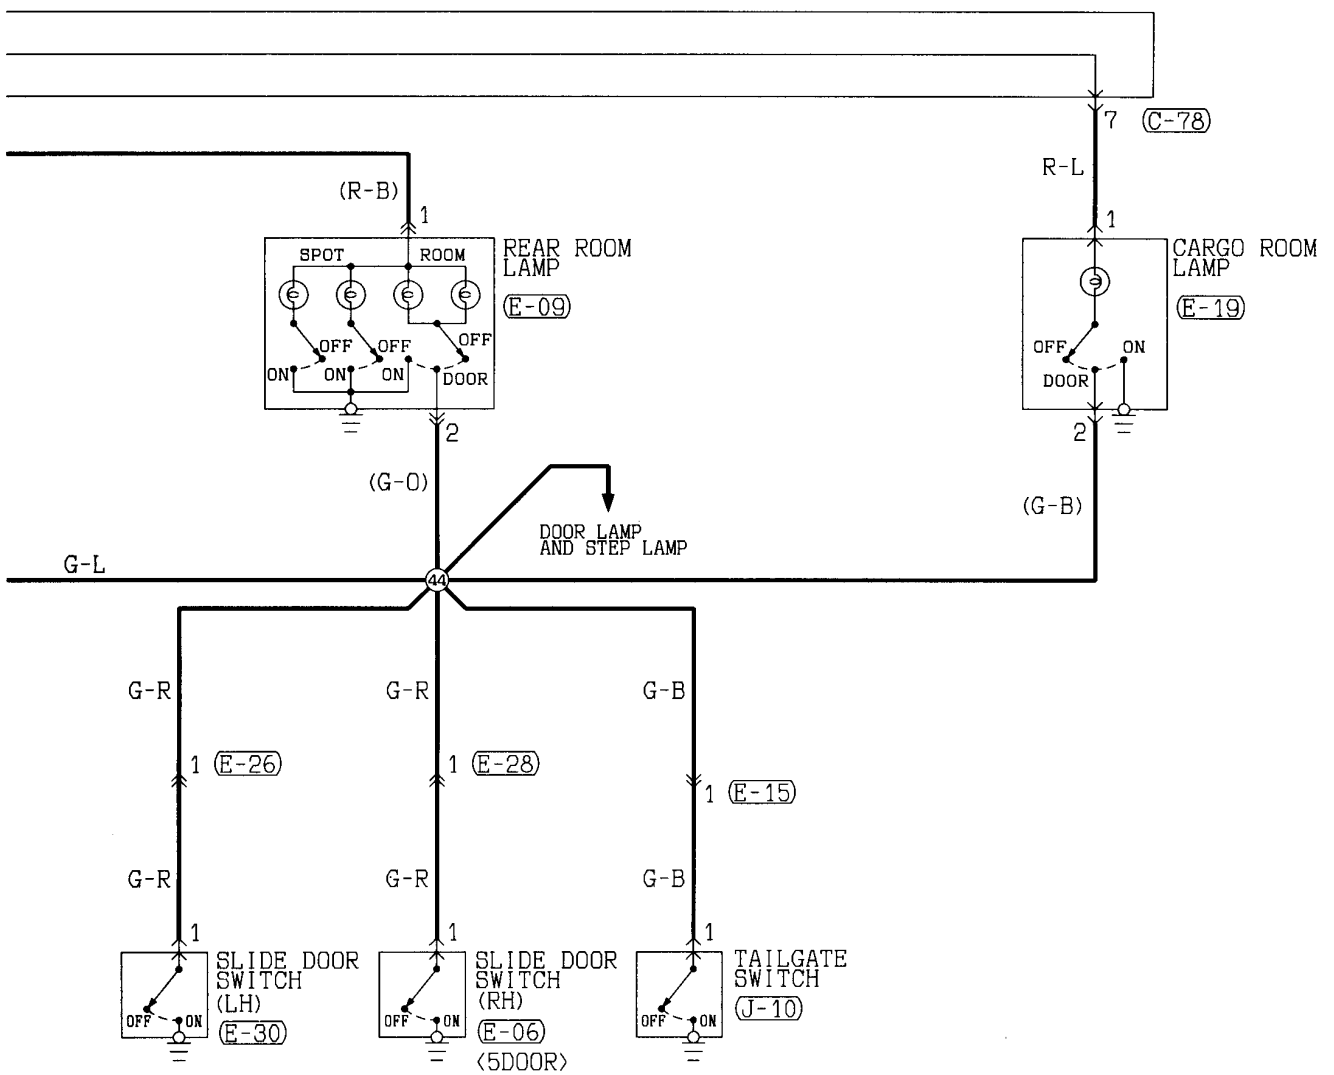 7 (C-78)
R-L
(R-B)
1
1
SPOT ROOM
REAR ROOM
LAMP
(E-09)
OFF OFF OFF
ON ON ON DOOR
2
CARGO ROOM
LAMP
(E-19)
OFF ON
DOOR
2
(G-O)
(G-B)
DOOR LAMP
AND STEP LAMP
G-L
44
G-R G-R G-B
1 (E-26) 1 (E-28)
1 (E-15)
G-R G-R G-B
1 1 1
SLIDE DOOR
SWITCH
(LH)
(E-30)
OFF ON
SLIDE DOOR
SWITCH
(RH)
(E-06)
<5DOOR>
OFF ON
TAILGATE
SWITCH
(J-10)
OFF ON